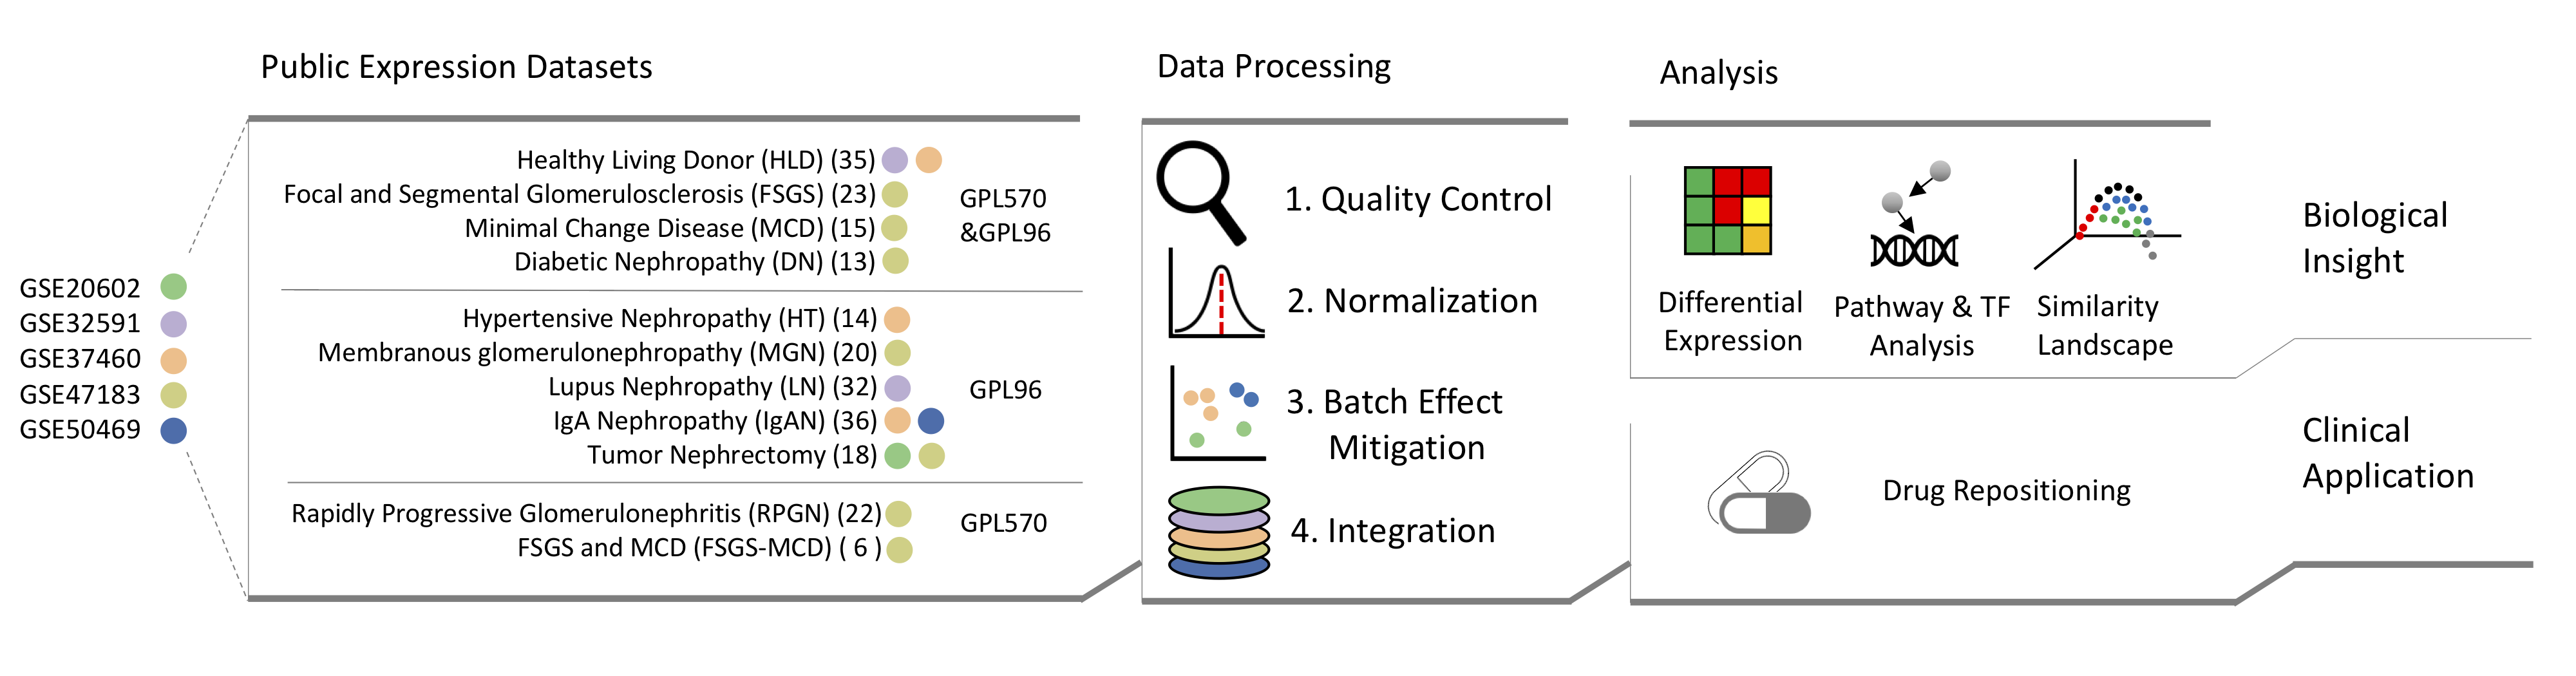 Public Expression Datasets
GSE20602
GSE32591
GSE37460
GSE47183
GSE50469
Healthy Living Donor (HLD) (35)
Focal and Segmental Glomerulosclerosis (FSGS) (23)
Minimal Change Disease (MCD) (15)
Diabetic Nephropathy (DN) (13)
GPL570
&GPL96
Hypertensive Nephropathy (HT) (14)
Membranous glomerulonephropathy (MGN) (20)
Lupus Nephropathy (LN) (32)
IgA Nephropathy (IgAN) (36)
Tumor Nephrectomy (18)
GPL96
Rapidly Progressive Glomerulonephritis (RPGN) (22)
FSGS and MCD (FSGS-MCD) ( 6 )
GPL570
Data Processing
1. Quality Control
2. Normalization
3. Batch Effect
Mitigation
4. Integration
Analysis
Differential
Expression
Pathway & TF
Analysis
Similarity
Landscape
Drug Repositioning
Biological
Insight
Clinical
Application